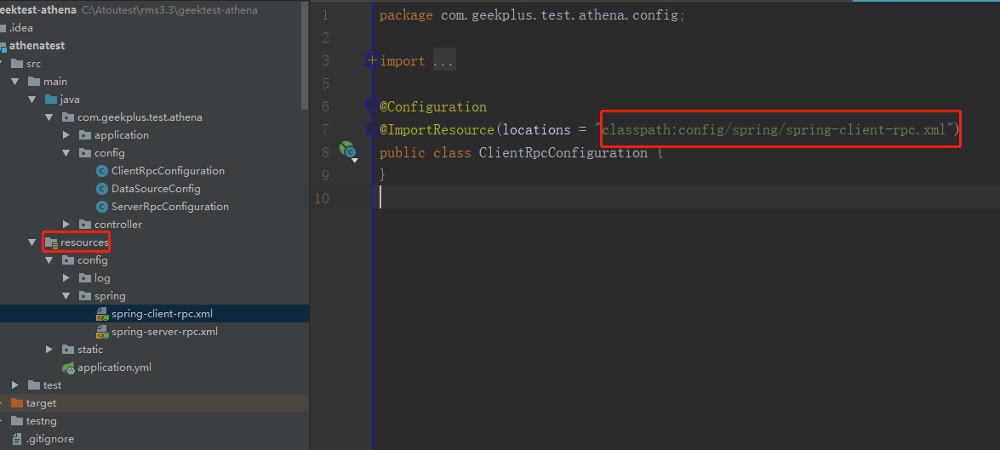 eektest-athena C:\Atoutest\rms3.3\geektest-athena
.idea
athenatest
src
main
java
com.geekplus.test.athena
application
config
ClientRpcConfiguration
DataSourceConfig
ServerRpcConfiguration
controller
resources
config
log
spring
spring-client-rpc.xml
spring-server-rpc.xml
static
application.yml
test
target
testng
.gitignore
1 package com.geekplus.test.athena.config;
2
3 import ...
5
6 @Configuration
7 @ImportResource(locations = "classpath:config/spring/spring-client-rpc.xml")
8 public class ClientRpcConfiguration {
9 }
10